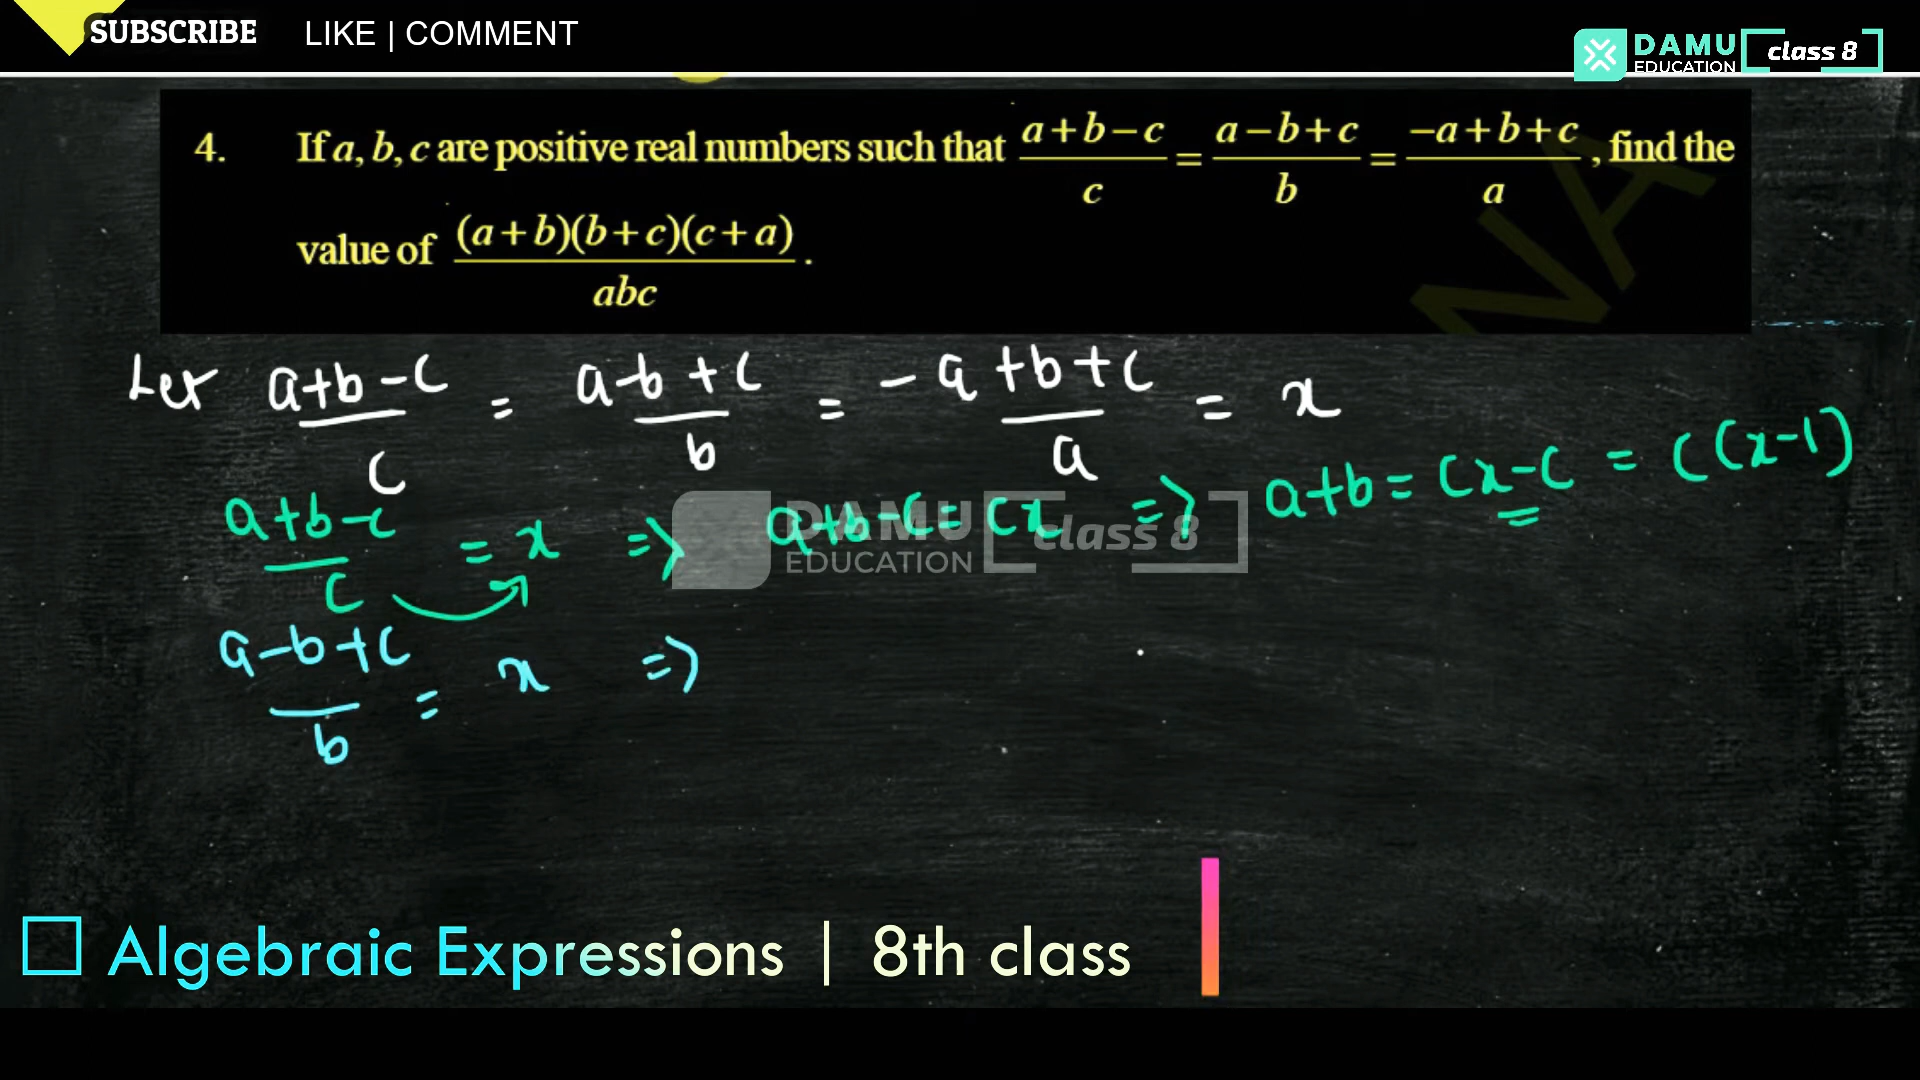 SUBSCRIBE LIKE | COMMENT
DAMU EDUCATION class 8
4. If a, b, c are positive real numbers such that (a+b−c)/c = (a−b+c)/b = (−a+b+c)/a, find the
value of (a+b)(b+c)(c+a)/abc.
Let (a+b-c)/c = (a-b+c)/b = (-a+b+c)/a = x
(a+b-c)/c = x => a+b-c = cx => a+b = cx-c = c(x-1)
DAMU EDUCATION class 8
(a-b+c)/b = x =>
Algebraic Expressions | 8th class